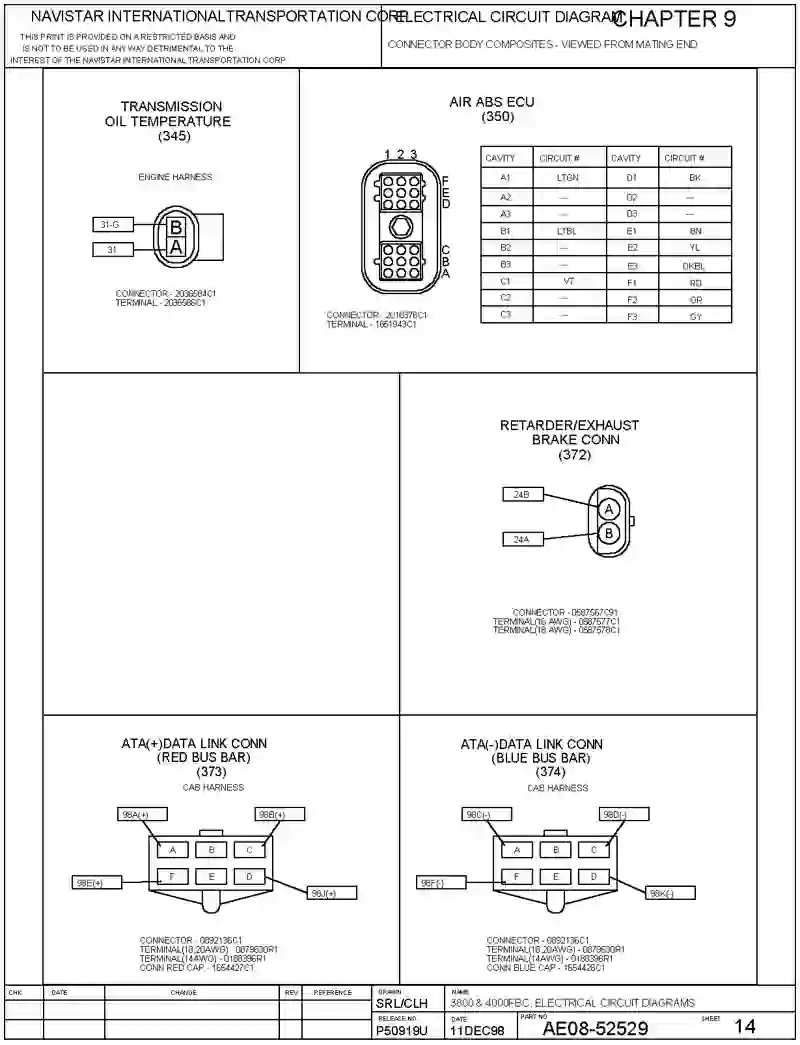 NAVISTAR INTERNATIONALTRANSPORTATION CORP.
ELECTRICAL CIRCUIT DIAGRAM
CHAPTER 9
THIS PRINT IS PROVIDED ON A RESTRICTED BASIS AND
IS NOT TO BE USED IN ANY WAY DETRIMENTAL TO THE
INTEREST OF THE NAVISTAR INTERNATIONAL TRANSPORTATION CORP
CONNECTOR BODY COMPOSITES - VIEWED FROM MATING END
TRANSMISSION
OIL TEMPERATURE
(345)
ENGINE HARNESS
31-G
B
31
A
CONNECTOR - 2036584C1
TERMINAL - 2036586C1
AIR ABS ECU
(350)
1 2 3
F
E
D
C
B
A
CONNECTOR - 2016376C1
TERMINAL - 1651943C1
CAVITY CIRCUIT # CAVITY CIRCUIT #
A1 LTGN D1 BK
A2 --- D2 ---
A3 D3 ---
B1 LTBL E1 BN
B2 --- E2 YL
B3 --- E3 DKBL
C1 VT F1 RD
C2 --- F2 OR
C3 --- F3 GY
RETARDER/EXHAUST
BRAKE CONN
(372)
24B
A
24A
B
CONNECTOR - 0587567C91
TERMINAL(16 AWG) - 0587577C1
TERMINAL(18 AWG) - 0587578C1
ATA(+)DATA LINK CONN
(RED BUS BAR)
(373)
CAB HARNESS
98A(+)
98B(+)
A B C
F E D
98E(+)
98J(+)
CONNECTOR - 0892136C1
TERMINAL(18,20AWG) 0879630R1
TERMINAL(14AWG) - 0188396R1
CONN RED CAP - 1654427C1
ATA(-)DATA LINK CONN
(BLUE BUS BAR)
(374)
CAB HARNESS
98C(-)
98D(-)
A B C
F E D
98F(-)
98K(-)
CONNECTOR - 0892136C1
TERMINAL(18,20AWG) - 0879630R1
TERMINAL(14AWG) - 0188396R1
CONN BLUE CAP - 1654426C1
CHK DATE CHANGE REV REFERENCE
DRAWN
SRL/CLH
NAME
3800 & 4000FBC, ELECTRICAL CIRCUIT DIAGRAMS
RELEASE NO.
P50919U
DATE
11DEC98
PART NO
AE08-52529
SHEET
14